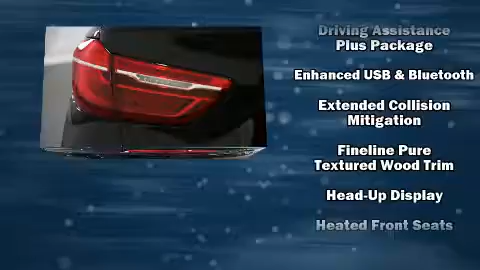 Driving Assistance
Plus Package
Enhanced USB & Bluetooth
Extended Collision
Mitigation
Fineline Pure
Textured Wood Trim
Head-Up Display
Heated Front Seats